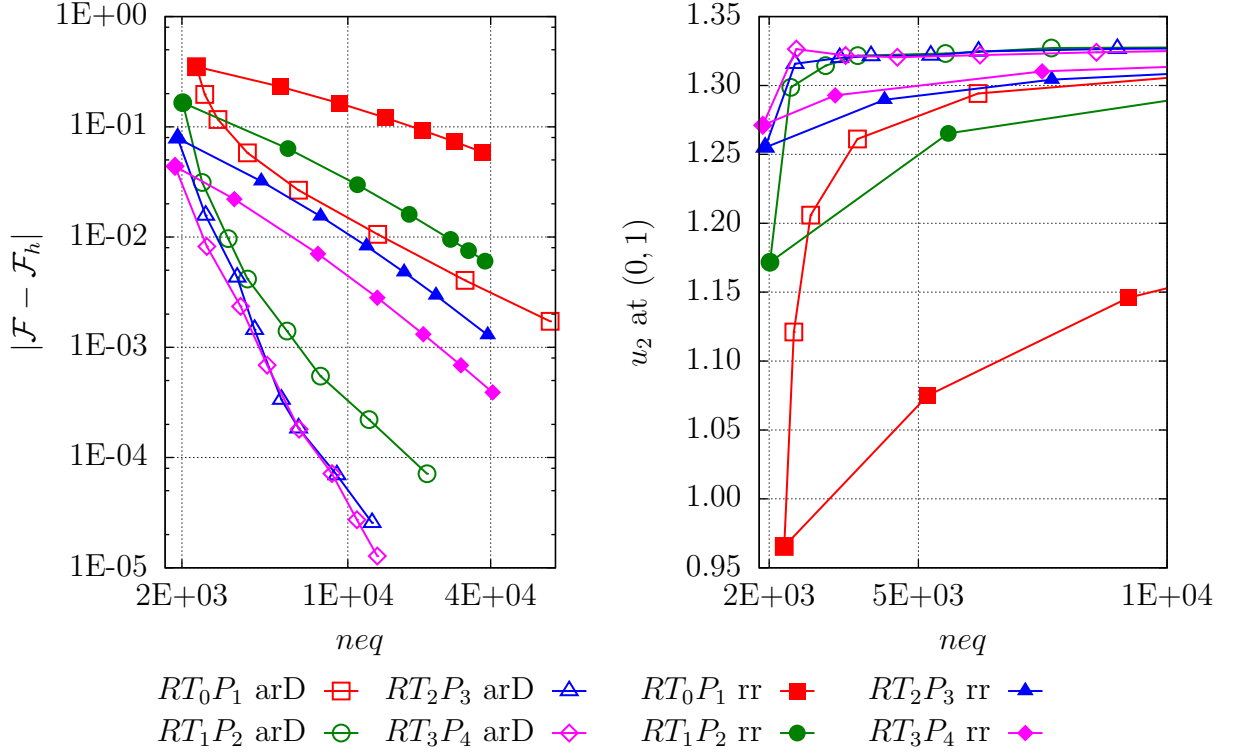 1E+00
1E-01
1E-02
1E-03
1E-04
1E-05
|𝓕 − 𝓕ₕ|
2E+03 1E+04 4E+04
neq
1.35
1.30
1.25
1.20
1.15
1.10
1.05
1.00
0.95
u₂ at (0, 1)
2E+03 5E+03 1E+04
neq
RT₀P₁ arD RT₂P₃ arD RT₀P₁ rr RT₂P₃ rr
RT₁P₂ arD RT₃P₄ arD RT₁P₂ rr RT₃P₄ rr